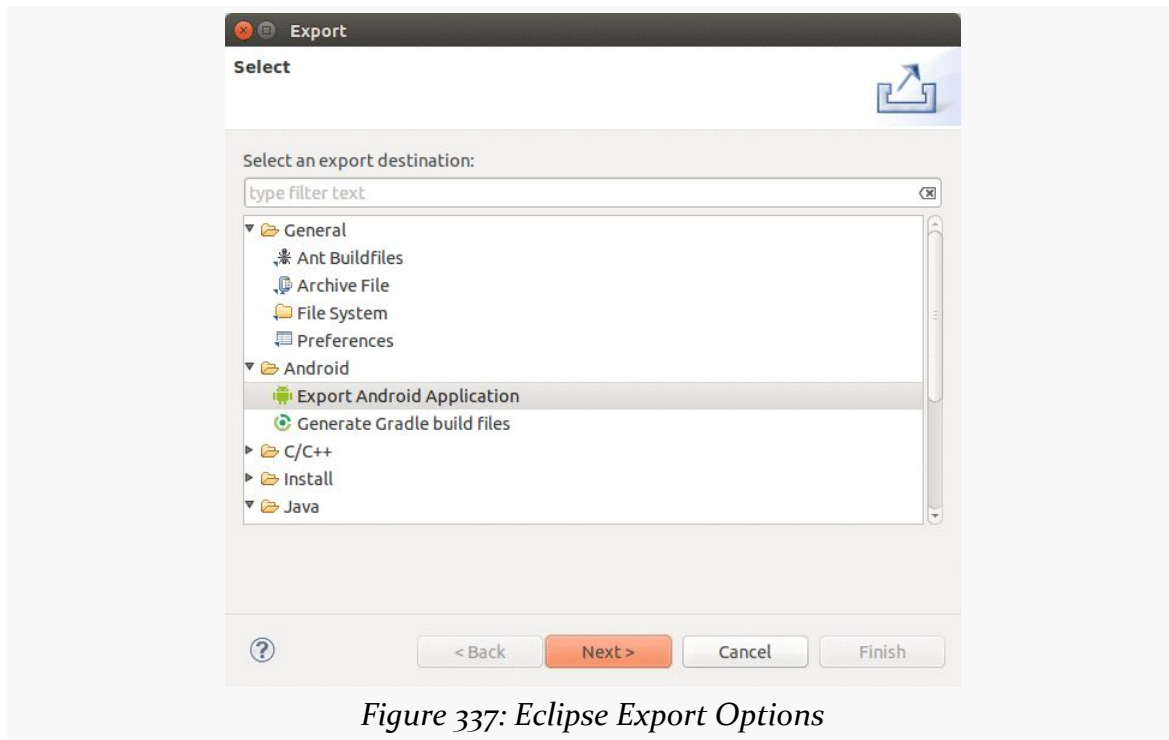 Export
Select
Select an export destination:
type filter text
General
Ant Buildfiles
Archive File
File System
Preferences
Android
Export Android Application
Generate Gradle build files
C/C++
Install
Java
< Back
Next >
Cancel
Finish
Figure 337: Eclipse Export Options